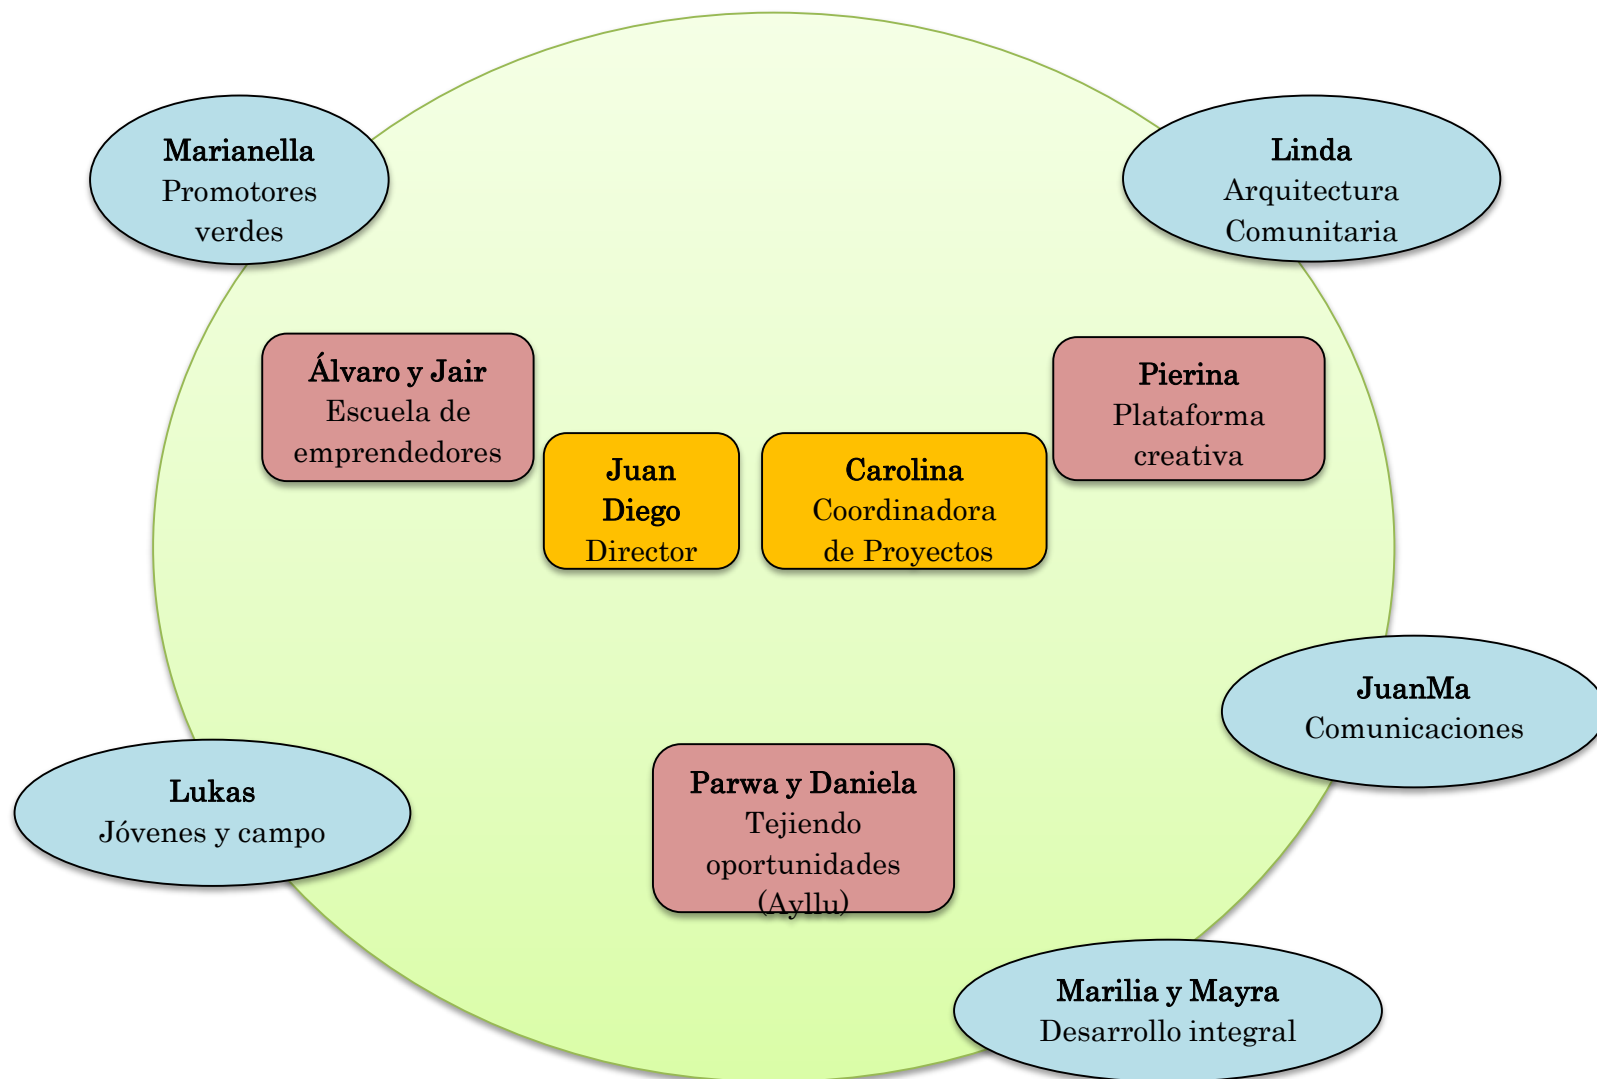 Marianella
Promotores
verdes
Linda
Arquitectura
Comunitaria
Álvaro y Jair
Escuela de
emprendedores
Pierina
Plataforma
creativa
Juan
Diego
Director
Carolina
Coordinadora
de Proyectos
JuanMa
Comunicaciones
Lukas
Jóvenes y campo
Parwa y Daniela
Tejiendo
oportunidades
(Ayllu)
Marilia y Mayra
Desarrollo integral